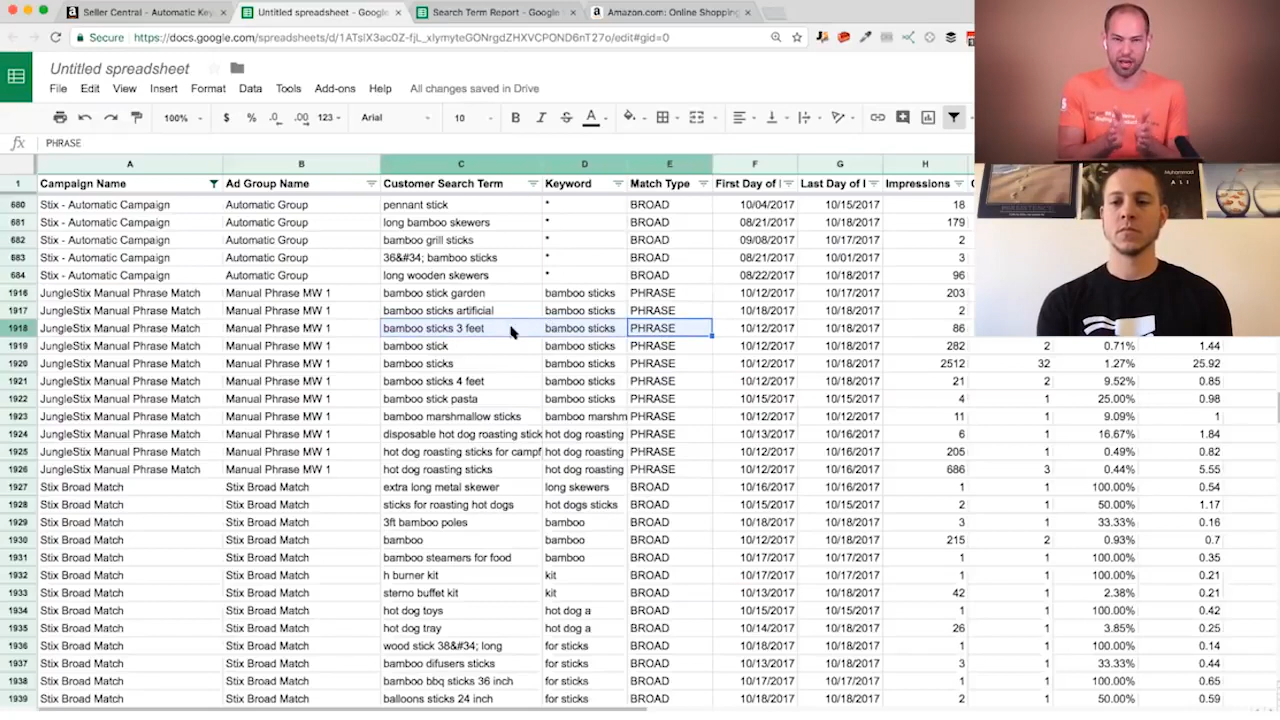 Seller Central - Automatic Key × Untitled spreadsheet - Google × Search Term Report - Google × Amazon.com: Online Shopping ×
Secure https://docs.google.com/spreadsheets/d/
Untitled spreadsheet
File Edit View Insert Format Data Tools Add-ons Help All changes saved in Drive
100% $ % .0 .00 123 Arial 10 B I S A
fx PHRASE
A B C D E F G H
1 Campaign Name Ad Group Name Customer Search Term Keyword Match Type First Day of Last Day of Impressions
680 Stix - Automatic Campaign Automatic Group pennant stick * BROAD 10/04/2017 10/15/2017 18
681 Stix - Automatic Campaign Automatic Group long bamboo skewers * BROAD 08/21/2017 10/18/2017 179
682 Stix - Automatic Campaign Automatic Group bamboo grill sticks * BROAD 09/08/2017 10/17/2017 2
683 Stix - Automatic Campaign Automatic Group 36&#34; bamboo sticks * BROAD 08/21/2017 10/01/2017 3
684 Stix - Automatic Campaign Automatic Group long wooden skewers * BROAD 08/22/2017 10/18/2017 96
1916 JungleStix Manual Phrase Match Manual Phrase MW 1 bamboo stick garden bamboo sticks PHRASE 10/12/2017 10/17/2017 203
1917 JungleStix Manual Phrase Match Manual Phrase MW 1 bamboo sticks artificial bamboo sticks PHRASE 10/18/2017 10/18/2017 2
1918 JungleStix Manual Phrase Match Manual Phrase MW 1 bamboo sticks 3 feet bamboo sticks PHRASE 10/12/2017 10/18/2017 86
1919 JungleStix Manual Phrase Match Manual Phrase MW 1 bamboo stick bamboo sticks PHRASE 10/12/2017 10/18/2017 282 2 0.71% 1.44
1920 JungleStix Manual Phrase Match Manual Phrase MW 1 bamboo sticks bamboo sticks PHRASE 10/12/2017 10/18/2017 2512 32 1.27% 25.92
1921 JungleStix Manual Phrase Match Manual Phrase MW 1 bamboo sticks 4 feet bamboo sticks PHRASE 10/12/2017 10/18/2017 21 2 9.52% 0.85
1922 JungleStix Manual Phrase Match Manual Phrase MW 1 bamboo stick pasta bamboo sticks PHRASE 10/15/2017 10/15/2017 4 1 25.00% 0.98
1923 JungleStix Manual Phrase Match Manual Phrase MW 1 bamboo marshmallow sticks bamboo marshm PHRASE 10/12/2017 10/12/2017 11 1 9.09% 1
1924 JungleStix Manual Phrase Match Manual Phrase MW 1 disposable hot dog roasting stick hot dog roasting PHRASE 10/13/2017 10/16/2017 6 1 16.67% 1.84
1925 JungleStix Manual Phrase Match Manual Phrase MW 1 hot dog roasting sticks for campf hot dog roasting PHRASE 10/12/2017 10/16/2017 205 1 0.49% 0.82
1926 JungleStix Manual Phrase Match Manual Phrase MW 1 hot dog roasting sticks hot dog roasting PHRASE 10/12/2017 10/16/2017 686 3 0.44% 5.55
1927 Stix Broad Match Stix Broad Match extra long metal skewer long skewers BROAD 10/16/2017 10/16/2017 1 1 100.00% 0.54
1928 Stix Broad Match Stix Broad Match sticks for roasting hot dogs hot dogs sticks BROAD 10/15/2017 10/15/2017 2 1 50.00% 1.17
1929 Stix Broad Match Stix Broad Match 3ft bamboo poles bamboo BROAD 10/18/2017 10/18/2017 3 1 33.33% 0.16
1930 Stix Broad Match Stix Broad Match bamboo bamboo BROAD 10/12/2017 10/18/2017 215 2 0.93% 0.7
1931 Stix Broad Match Stix Broad Match bamboo steamers for food bamboo BROAD 10/17/2017 10/17/2017 1 1 100.00% 0.35
1932 Stix Broad Match Stix Broad Match h burner kit kit BROAD 10/17/2017 10/17/2017 1 1 100.00% 0.21
1933 Stix Broad Match Stix Broad Match sterno buffet kit kit BROAD 10/13/2017 10/18/2017 42 1 2.38% 0.21
1934 Stix Broad Match Stix Broad Match hot dog toys hot dog a BROAD 10/15/2017 10/15/2017 1 1 100.00% 0.42
1935 Stix Broad Match Stix Broad Match hot dog tray hot dog a BROAD 10/14/2017 10/18/2017 26 1 3.85% 0.25
1936 Stix Broad Match Stix Broad Match wood stick 38&#34; long for sticks BROAD 10/18/2017 10/18/2017 1 1 100.00% 0.14
1937 Stix Broad Match Stix Broad Match bamboo difusers sticks for sticks BROAD 10/13/2017 10/18/2017 3 1 33.33% 0.44
1938 Stix Broad Match Stix Broad Match bamboo bbq sticks 36 inch for sticks BROAD 10/17/2017 10/18/2017 1 1 100.00% 0.65
1939 Stix Broad Match Stix Broad Match balloons sticks 24 inch for sticks BROAD 10/18/2017 10/18/2017 2 1 50.00% 0.59
Muhammad
ALI